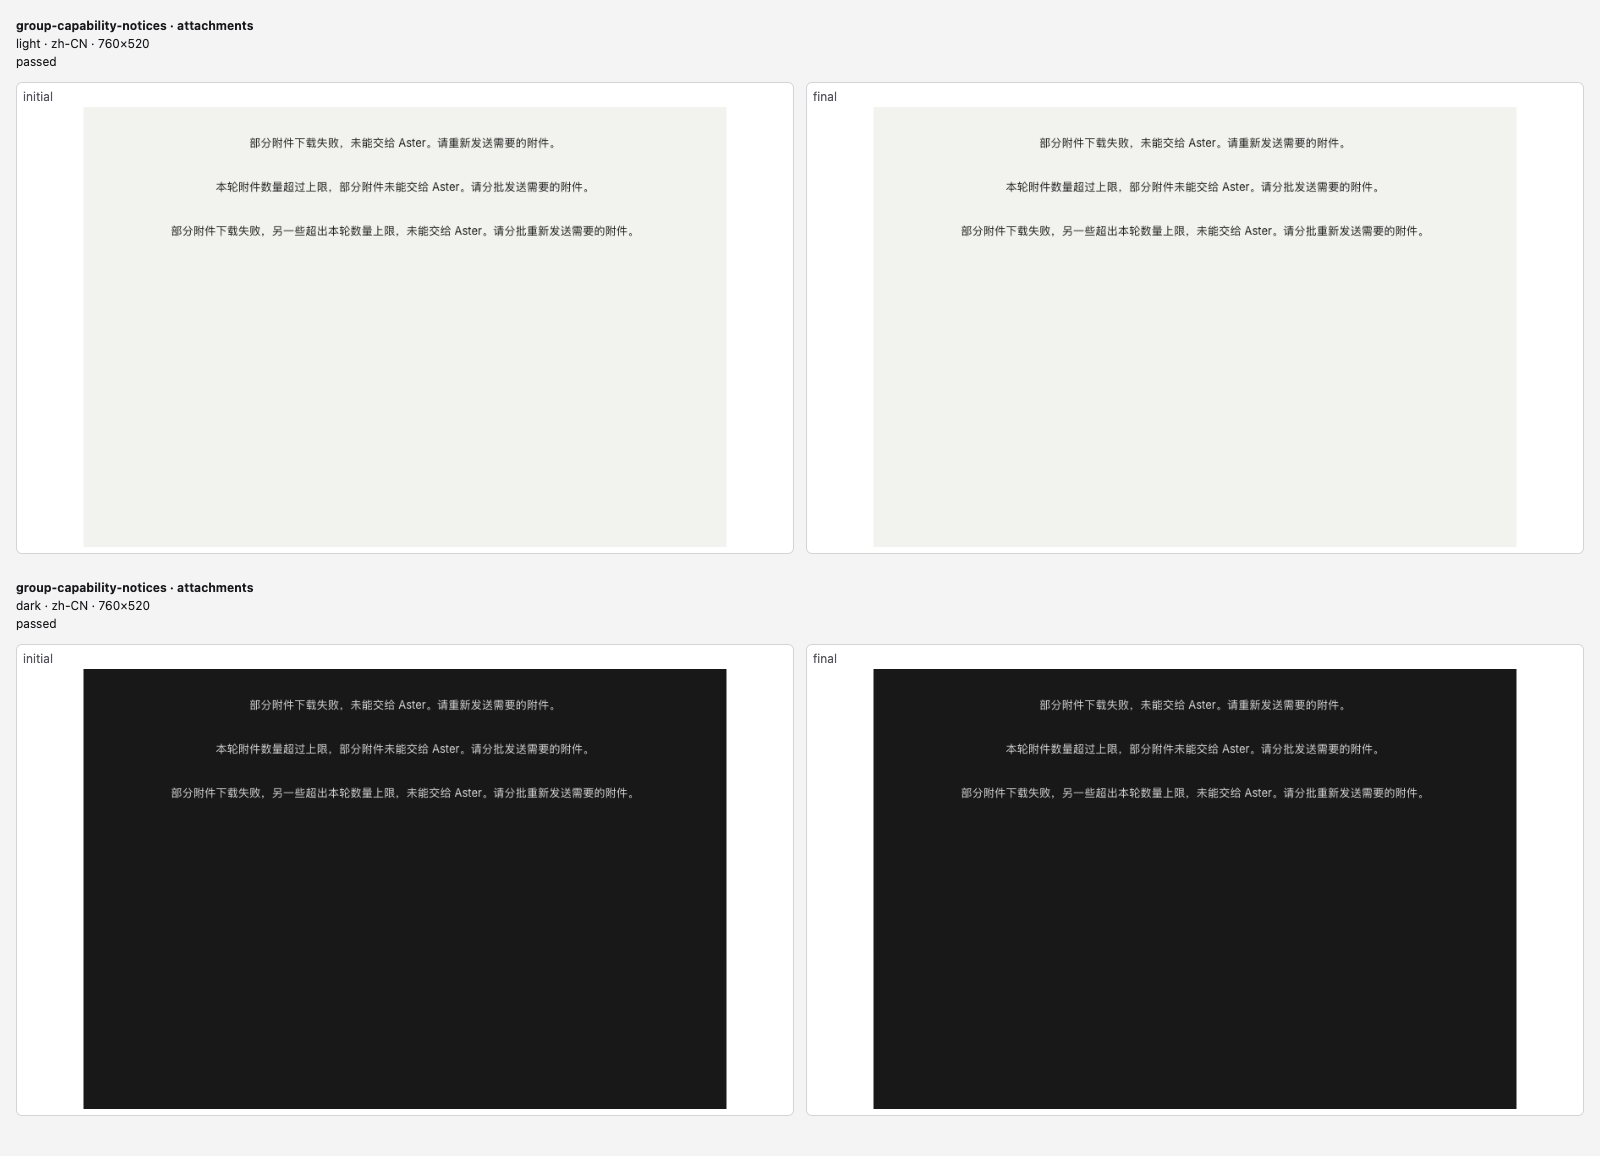 group-capability-notices · attachments
light · zh-CN · 760×520
passed
initial
部分附件下载失败，未能交给 Aster。请重新发送需要的附件。
本轮附件数量超过上限，部分附件未能交给 Aster。请分批发送需要的附件。
部分附件下载失败，另一些超出本轮数量上限，未能交给 Aster。请分批重新发送需要的附件。
final
部分附件下载失败，未能交给 Aster。请重新发送需要的附件。
本轮附件数量超过上限，部分附件未能交给 Aster。请分批发送需要的附件。
部分附件下载失败，另一些超出本轮数量上限，未能交给 Aster。请分批重新发送需要的附件。
group-capability-notices · attachments
dark · zh-CN · 760×520
passed
initial
部分附件下载失败，未能交给 Aster。请重新发送需要的附件。
本轮附件数量超过上限，部分附件未能交给 Aster。请分批发送需要的附件。
部分附件下载失败，另一些超出本轮数量上限，未能交给 Aster。请分批重新发送需要的附件。
final
部分附件下载失败，未能交给 Aster。请重新发送需要的附件。
本轮附件数量超过上限，部分附件未能交给 Aster。请分批发送需要的附件。
部分附件下载失败，另一些超出本轮数量上限，未能交给 Aster。请分批重新发送需要的附件。